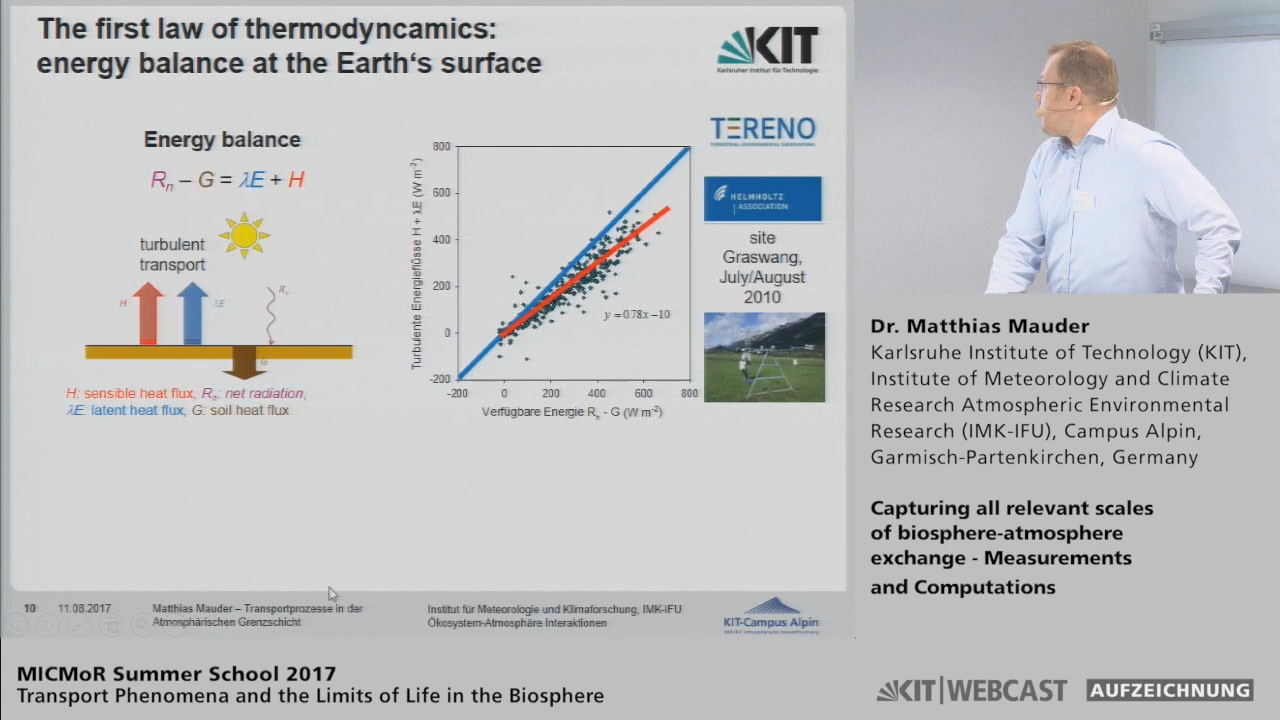 The first law of thermodyncamics:
energy balance at the Earth's surface
KIT
Karlsruher Institut für Technologie
Energy balance
Rn – G = λE + H
turbulent
transport
H
λE
Rn
G
H: sensible heat flux, Rn: net radiation,
λE: latent heat flux, G: soil heat flux
Turbulente Energieflüsse H + λE (W m-2)
800
600
400
200
0
-200
-200 0 200 400 600 800
Verfügbare Energie Rn - G (W m-2)
y = 0.78x – 10
TERENO
TERRESTRIAL ENVIRONMENTAL OBSERVATORIES
HELMHOLTZ
ASSOCIATION
site
Graswang,
July/August
2010
10 11.08.2017 Matthias Mauder – Transportprozesse in der
Atmosphärischen Grenzschicht
Institut für Meteorologie und Klimaforschung, IMK-IFU
Ökosystem-Atmosphäre Interaktionen
KIT-Campus Alpin
Dr. Matthias Mauder
Karlsruhe Institute of Technology (KIT),
Institute of Meteorology and Climate
Research Atmospheric Environmental
Research (IMK-IFU), Campus Alpin,
Garmisch-Partenkirchen, Germany
Capturing all relevant scales
of biosphere-atmosphere
exchange - Measurements
and Computations
MICMoR Summer School 2017
Transport Phenomena and the Limits of Life in the Biosphere
KIT|WEBCAST AUFZEICHNUNG